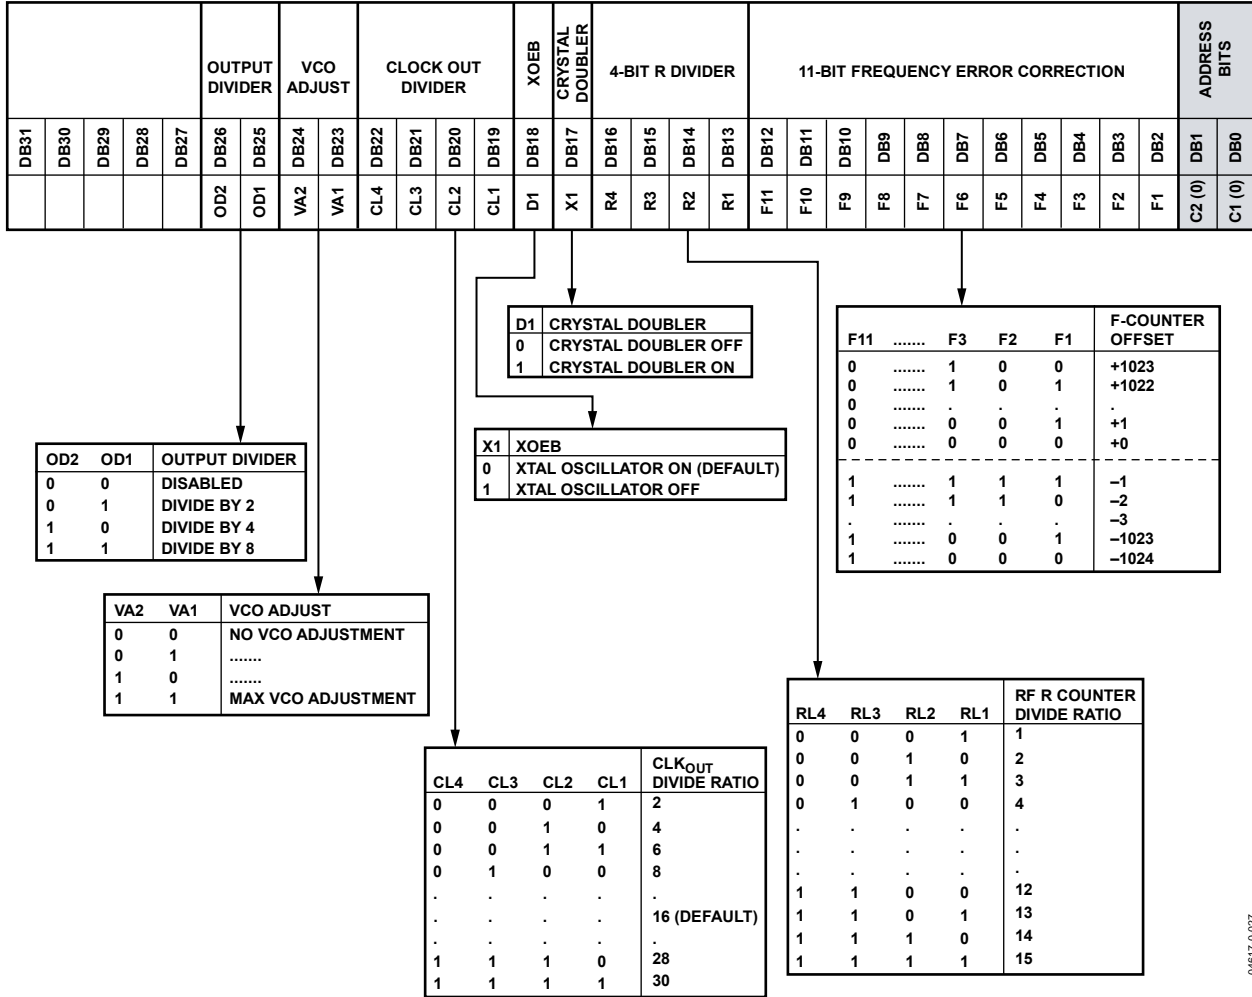 OUTPUT DIVIDER
VCO ADJUST
CLOCK OUT DIVIDER
XOEB
CRYSTAL DOUBLER
4-BIT R DIVIDER
11-BIT FREQUENCY ERROR CORRECTION
ADDRESS BITS
DB31 DB30 DB29 DB28 DB27 DB26 DB25 DB24 DB23 DB22 DB21 DB20 DB19 DB18 DB17 DB16 DB15 DB14 DB13 DB12 DB11 DB10 DB9 DB8 DB7 DB6 DB5 DB4 DB3 DB2 DB1 DB0
OD2 OD1 VA2 VA1 CL4 CL3 CL2 CL1 D1 X1 R4 R3 R2 R1 F11 F10 F9 F8 F7 F6 F5 F4 F3 F2 F1 C2 (0) C1 (0)
D1 CRYSTAL DOUBLER
0 CRYSTAL DOUBLER OFF
1 CRYSTAL DOUBLER ON
F-COUNTER
F11 ....... F3 F2 F1 OFFSET
0 ....... 1 0 0 +1023
0 ....... 1 0 1 +1022
0 ....... . . . .
0 ....... 0 0 1 +1
0 ....... 0 0 0 +0
1 ....... 1 1 1 –1
1 ....... 1 1 0 –2
. ....... . . . –3
1 ....... 0 0 1 –1023
1 ....... 0 0 0 –1024
X1 XOEB
0 XTAL OSCILLATOR ON (DEFAULT)
1 XTAL OSCILLATOR OFF
OD2 OD1 OUTPUT DIVIDER
0 0 DISABLED
0 1 DIVIDE BY 2
1 0 DIVIDE BY 4
1 1 DIVIDE BY 8
VA2 VA1 VCO ADJUST
0 0 NO VCO ADJUSTMENT
0 1 .......
1 0 .......
1 1 MAX VCO ADJUSTMENT
RF R COUNTER
RL4 RL3 RL2 RL1 DIVIDE RATIO
0 0 0 1 1
0 0 1 0 2
0 0 1 1 3
0 1 0 0 4
. . . . .
. . . . .
. . . . .
1 1 0 0 12
1 1 0 1 13
1 1 1 0 14
1 1 1 1 15
CLKOUT
CL4 CL3 CL2 CL1 DIVIDE RATIO
0 0 0 1 2
0 0 1 0 4
0 0 1 1 6
0 1 0 0 8
. . . . .
. . . . 16 (DEFAULT)
. . . . .
1 1 1 0 28
1 1 1 1 30
04617-0-027